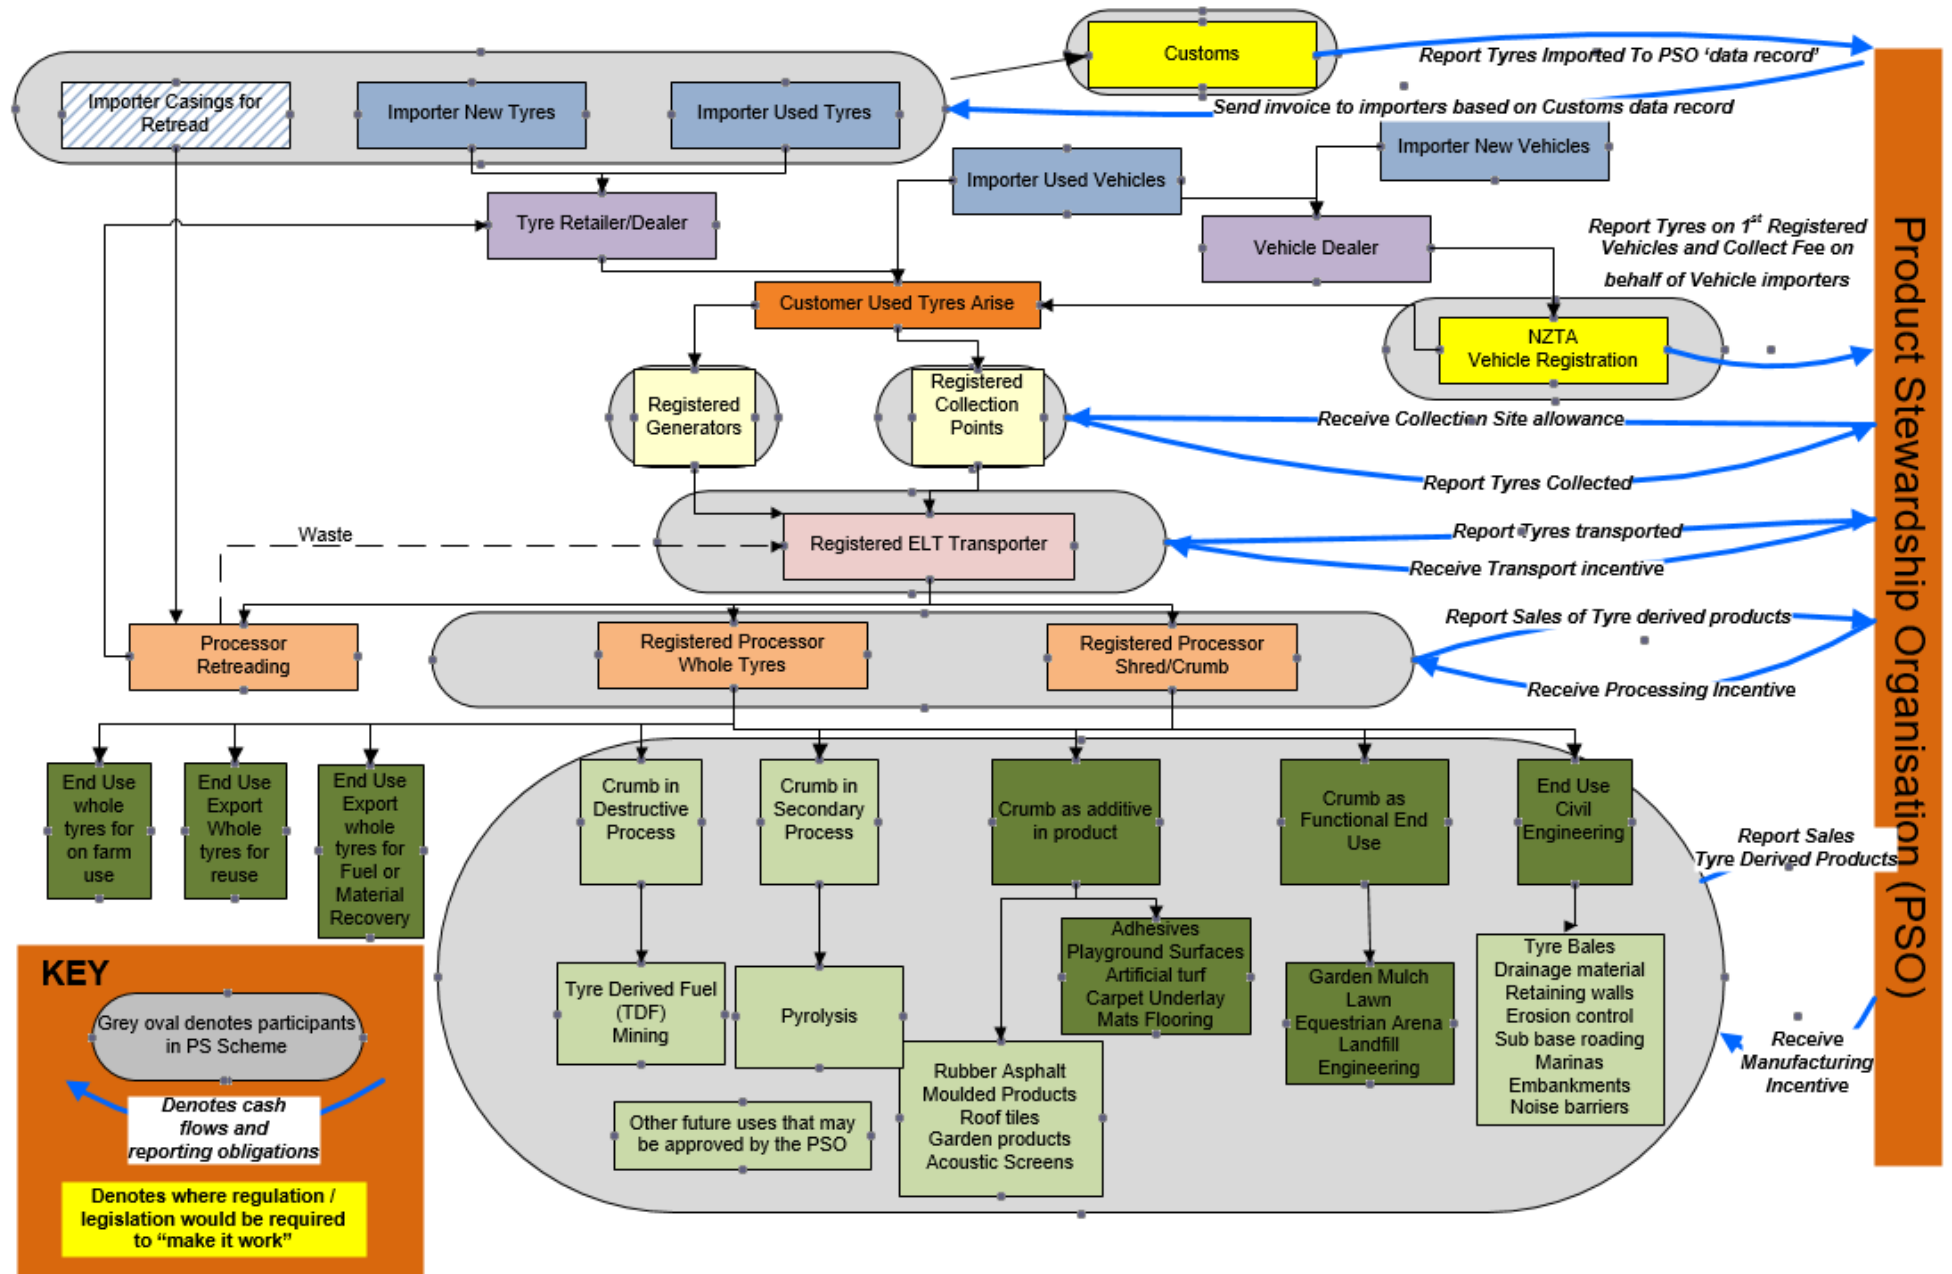 Customs
Report Tyres Imported To PSO ‘data record’
Importer Casings for
Retread
Importer New Tyres
Importer Used Tyres
Send invoice to importers based on Customs data record
Importer New Vehicles
Importer Used Vehicles
Tyre Retailer/Dealer
Vehicle Dealer
Report Tyres on 1st Registered
Vehicles and Collect Fee on
behalf of Vehicle importers
Product Stewardship Organisation (PSO)
Customer Used Tyres Arise
NZTA
Vehicle Registration
Registered
Generators
Registered
Collection
Points
Receive Collection Site allowance
Report Tyres Collected
Waste
Registered ELT Transporter
Report Tyres transported
Receive Transport incentive
Processor
Retreading
Registered Processor
Whole Tyres
Registered Processor
Shred/Crumb
Report Sales of Tyre derived products
Receive Processing Incentive
End Use
whole
tyres for
on farm
use
End Use
Export
Whole
tyres for
reuse
End Use
Export
whole
tyres for
Fuel or
Material
Recovery
Crumb in
Destructive
Process
Crumb in
Secondary
Process
Crumb as additive
in product
Crumb as
Functional End
Use
End Use
Civil
Engineering
Report Sales
Tyre Derived Products
Tyre Derived Fuel
(TDF)
Mining
Pyrolysis
Adhesives
Playground Surfaces
Artificial turf
Carpet Underlay
Mats Flooring
Garden Mulch
Lawn
Equestrian Arena
Landfill
Engineering
Tyre Bales
Drainage material
Retaining walls
Erosion control
Sub base roading
Marinas
Embankments
Noise barriers
Receive
Manufacturing
Incentive
Rubber Asphalt
Moulded Products
Roof tiles
Garden products
Acoustic Screens
Other future uses that may
be approved by the PSO
KEY
Grey oval denotes participants
in PS Scheme
Denotes cash
flows and
reporting obligations
Denotes where regulation /
legislation would be required
to “make it work”